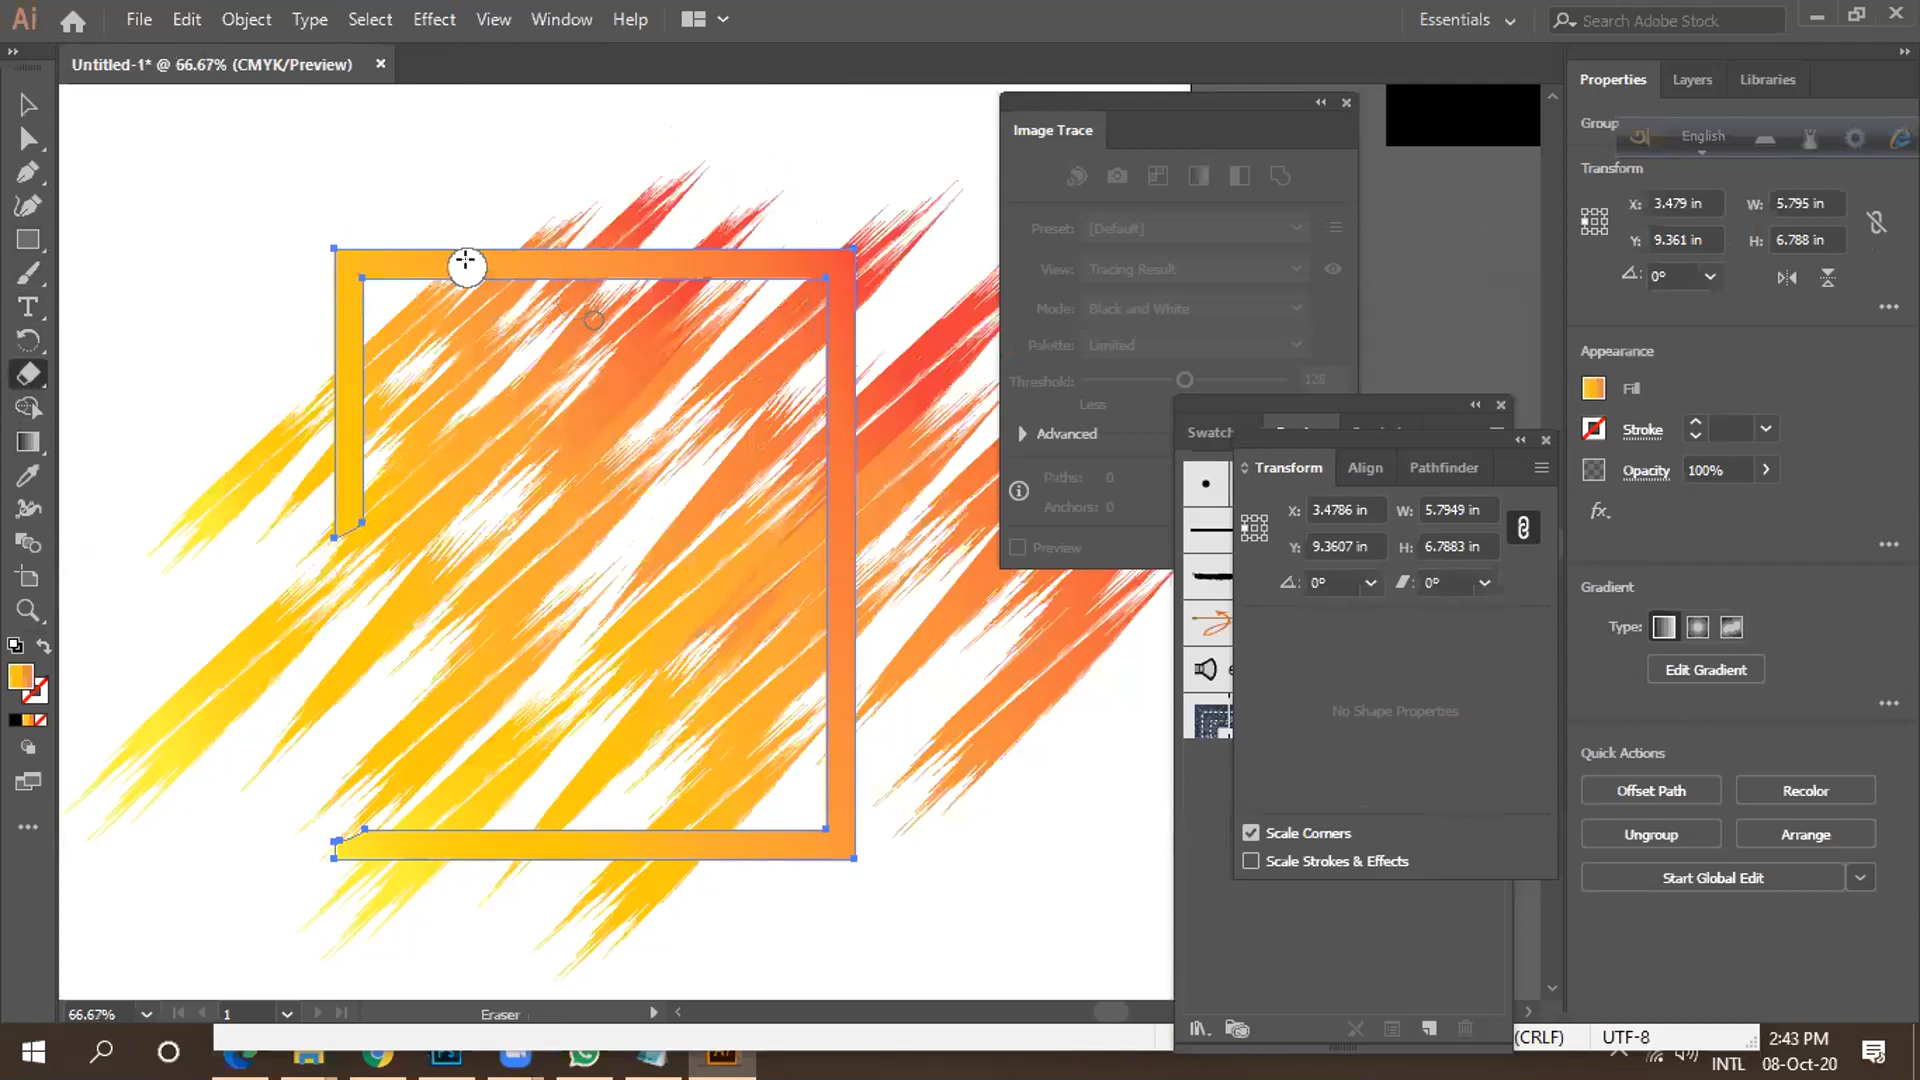 Ai File Edit Object Type Select Effect View Window Help
Essentials
Search Adobe Stock
Untitled-1* @ 66.67% (CMYK/Preview)
Properties Layers Libraries
Group
English
Transform
X: 3.479 in W: 5.795 in
Y: 9.361 in H: 6.788 in
0°
Appearance
Fill
Stroke
Opacity 100%
fx.
Gradient
Type:
Edit Gradient
Quick Actions
Offset Path Recolor
Ungroup Arrange
Start Global Edit
Image Trace
Preset: [Default]
View: Tracing Result
Mode: Black and White
Palette: Limited
Threshold: 128
Less
Advanced
Paths: 0
Anchors: 0
Preview
Swatch
Transform Align Pathfinder
X: 3.4786 in W: 5.7949 in
Y: 9.3607 in H: 6.7883 in
0° 0°
No Shape Properties
Scale Corners
Scale Strokes & Effects
66.67% 1 Eraser
(CRLF) UTF-8
2:43 PM
INTL 08-Oct-20